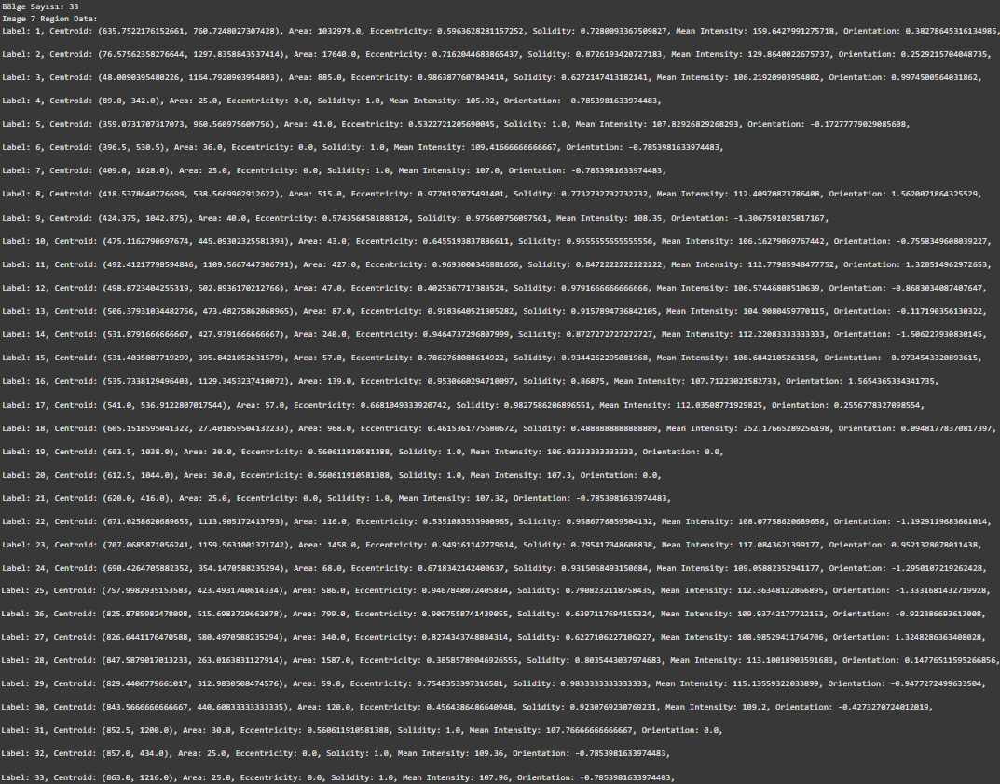 Bölge Sayısı: 33
Image 7 Region Data:
Label: 1, Centroid: (635.7522176152661, 760.7248027307428), Area: 1032979.0, Eccentricity: 0.5963628281157252, Solidity: 0.7280093367509827, Mean Intensity: 159.6427991275718, Orientation: 0.38278645316134985,
Label: 2, Centroid: (76.57562358276644, 1297.8358843537414), Area: 17640.0, Eccentricity: 0.7162044683865437, Solidity: 0.8726193420727183, Mean Intensity: 129.8640022675737, Orientation: 0.2529215704048735,
Label: 3, Centroid: (48.0090395480226, 1164.7920903954803), Area: 885.0, Eccentricity: 0.9863877607849414, Solidity: 0.6272147413182141, Mean Intensity: 106.21920903954802, Orientation: 0.9974500564031862,
Label: 4, Centroid: (89.0, 342.0), Area: 25.0, Eccentricity: 0.0, Solidity: 1.0, Mean Intensity: 105.92, Orientation: -0.7853981633974483,
Label: 5, Centroid: (359.0731707317073, 960.560975609756), Area: 41.0, Eccentricity: 0.5322721205690045, Solidity: 1.0, Mean Intensity: 107.82926829268293, Orientation: -0.17277779029085608,
Label: 6, Centroid: (396.5, 530.5), Area: 36.0, Eccentricity: 0.0, Solidity: 1.0, Mean Intensity: 109.41666666666667, Orientation: -0.7853981633974483,
Label: 7, Centroid: (409.0, 1028.0), Area: 25.0, Eccentricity: 0.0, Solidity: 1.0, Mean Intensity: 107.0, Orientation: -0.7853981633974483,
Label: 8, Centroid: (418.5378640776699, 538.5669902912622), Area: 515.0, Eccentricity: 0.9770197075491401, Solidity: 0.7732732732732732, Mean Intensity: 112.40970873786408, Orientation: 1.5620071864325529,
Label: 9, Centroid: (424.375, 1042.875), Area: 40.0, Eccentricity: 0.5743568581883124, Solidity: 0.975609756097561, Mean Intensity: 108.35, Orientation: -1.3067591025817167,
Label: 10, Centroid: (475.1162790697674, 445.09302325581393), Area: 43.0, Eccentricity: 0.6455193837886611, Solidity: 0.9555555555555556, Mean Intensity: 106.16279069767442, Orientation: -0.7558349608039227,
Label: 11, Centroid: (492.41217798594846, 1109.5667447306791), Area: 427.0, Eccentricity: 0.9693000346881656, Solidity: 0.8472222222222222, Mean Intensity: 112.77985948477752, Orientation: 1.320514962972653,
Label: 12, Centroid: (498.8723404255319, 502.8936170212766), Area: 47.0, Eccentricity: 0.4025367717383524, Solidity: 0.9791666666666666, Mean Intensity: 106.57446808510639, Orientation: -0.8683034087407647,
Label: 13, Centroid: (506.37931034482756, 473.48275862068965), Area: 87.0, Eccentricity: 0.9183640521305282, Solidity: 0.9157894736842105, Mean Intensity: 104.9080459770115, Orientation: -0.117190356130322,
Label: 14, Centroid: (531.8791666666667, 427.9791666666667), Area: 240.0, Eccentricity: 0.9464737296807999, Solidity: 0.8727272727272727, Mean Intensity: 112.22083333333333, Orientation: -1.506227930830145,
Label: 15, Centroid: (531.4035087719299, 395.8421052631579), Area: 57.0, Eccentricity: 0.7862768088614922, Solidity: 0.9344262295081968, Mean Intensity: 108.6842105263158, Orientation: -0.9734543320893615,
Label: 16, Centroid: (535.7338129496403, 1129.3453237410072), Area: 139.0, Eccentricity: 0.9530660294710097, Solidity: 0.86875, Mean Intensity: 107.71223021582733, Orientation: 1.5654365334341735,
Label: 17, Centroid: (541.0, 536.9122807017544), Area: 57.0, Eccentricity: 0.6681049333920742, Solidity: 0.9827586206896551, Mean Intensity: 112.03508771929825, Orientation: 0.2556778327098554,
Label: 18, Centroid: (605.1518595041322, 27.401859504132233), Area: 968.0, Eccentricity: 0.4615361775680672, Solidity: 0.4888888888888889, Mean Intensity: 252.17665289256198, Orientation: 0.09481778370817397,
Label: 19, Centroid: (603.5, 1038.0), Area: 30.0, Eccentricity: 0.560611910581388, Solidity: 1.0, Mean Intensity: 106.03333333333333, Orientation: 0.0,
Label: 20, Centroid: (612.5, 1044.0), Area: 30.0, Eccentricity: 0.560611910581388, Solidity: 1.0, Mean Intensity: 107.3, Orientation: 0.0,
Label: 21, Centroid: (620.0, 416.0), Area: 25.0, Eccentricity: 0.0, Solidity: 1.0, Mean Intensity: 107.32, Orientation: -0.7853981633974483,
Label: 22, Centroid: (671.0258620689655, 1113.905172413793), Area: 116.0, Eccentricity: 0.5351083533900965, Solidity: 0.9586776859504132, Mean Intensity: 108.07758620689656, Orientation: -1.1929119683661014,
Label: 23, Centroid: (707.0685871056241, 1159.5631001371742), Area: 1458.0, Eccentricity: 0.949161142779614, Solidity: 0.795417348608838, Mean Intensity: 117.0843621399177, Orientation: 0.9521328078011438,
Label: 24, Centroid: (690.4264705882352, 354.1470588235294), Area: 68.0, Eccentricity: 0.6718342142400637, Solidity: 0.9315068493150684, Mean Intensity: 109.05882352941177, Orientation: -1.2950107219262428,
Label: 25, Centroid: (757.9982935153583, 423.4931740614334), Area: 586.0, Eccentricity: 0.9467848072405834, Solidity: 0.7908232118758435, Mean Intensity: 112.36348122866895, Orientation: -1.3331681432719928,
Label: 26, Centroid: (825.8785982478098, 515.6983729662078), Area: 799.0, Eccentricity: 0.9097558741439055, Solidity: 0.6397117694155324, Mean Intensity: 109.93742177722153, Orientation: -0.922386693613008,
Label: 27, Centroid: (826.6441176470588, 580.4970588235294), Area: 340.0, Eccentricity: 0.8274343748884314, Solidity: 0.6227106227106227, Mean Intensity: 108.98529411764706, Orientation: 1.3248286363408028,
Label: 28, Centroid: (847.5879017013233, 263.0163831127914), Area: 1587.0, Eccentricity: 0.38585789046926555, Solidity: 0.8035443037974683, Mean Intensity: 113.10018903591683, Orientation: 0.14776511595266856,
Label: 29, Centroid: (829.4406779661017, 312.9830508474576), Area: 59.0, Eccentricity: 0.7548353397316581, Solidity: 0.9833333333333333, Mean Intensity: 115.13559322033899, Orientation: -0.9477272499633504,
Label: 30, Centroid: (843.5666666666667, 440.60833333333335), Area: 120.0, Eccentricity: 0.4564386486640948, Solidity: 0.9230769230769231, Mean Intensity: 109.2, Orientation: -0.4273270724012019,
Label: 31, Centroid: (852.5, 1200.0), Area: 30.0, Eccentricity: 0.560611910581388, Solidity: 1.0, Mean Intensity: 107.76666666666667, Orientation: 0.0,
Label: 32, Centroid: (857.0, 434.0), Area: 25.0, Eccentricity: 0.0, Solidity: 1.0, Mean Intensity: 109.36, Orientation: -0.7853981633974483,
Label: 33, Centroid: (863.0, 1216.0), Area: 25.0, Eccentricity: 0.0, Solidity: 1.0, Mean Intensity: 107.96, Orientation: -0.7853981633974483,